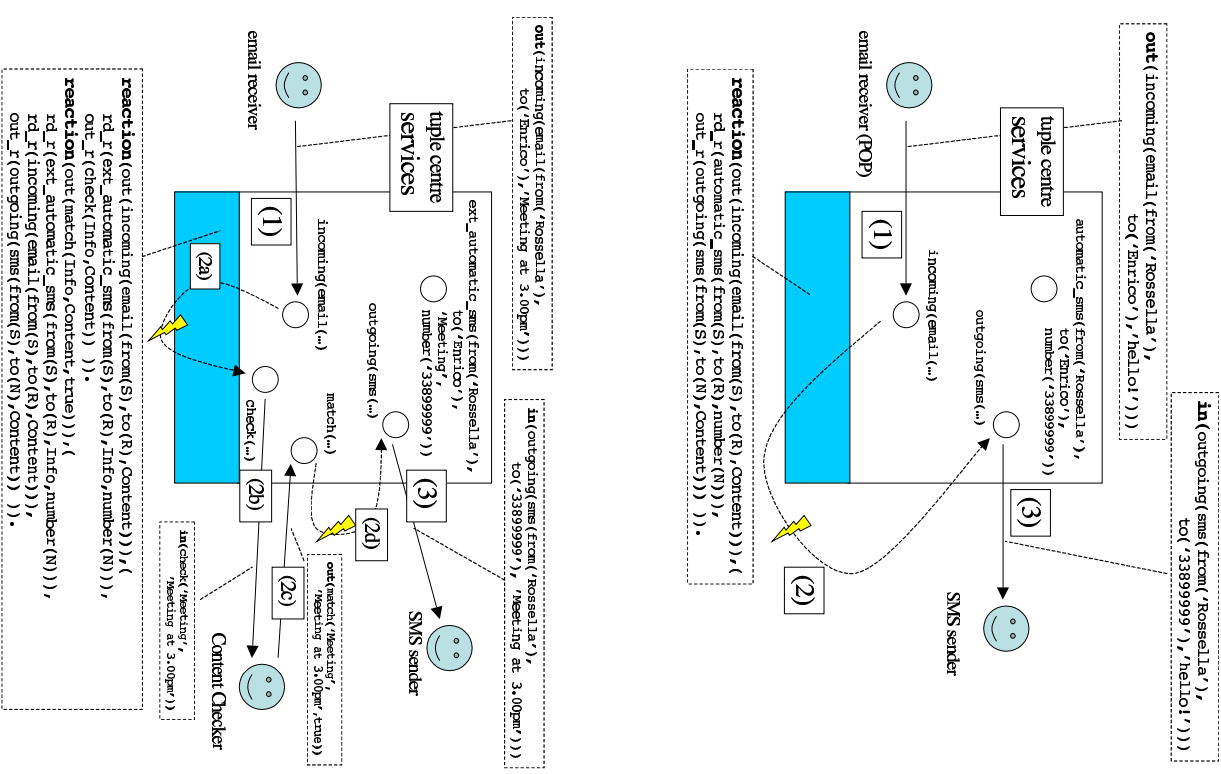 in(outgoing(sms(from('Rossella'),
to('33899999'),'hello!')))
out(incoming(email(from('Rossella'),
to('Enrico'),'hello!')))
automatic_sms(from('Rossella'),
to('Enrico'),
number('33899999'))
tuple centre
services
outgoing(sms(…)
(3)
SMS sender
incoming(email(…)
(1)
email receiver (POP)
(2)
reaction(out(incoming(email(from(S),to(R),Content))),(
rd_r(automatic_sms(from(S),to(R),number(N))),
out_r(outgoing(sms(from(S),to(N),Content))) )).
out(incoming(email(from('Rossella'),
to('Enrico'),'Meeting at 3.00pm')))
in(outgoing(sms(from('Rossella'),
to('33899999'), 'Meeting at 3.00pm')))
ext_automatic_sms(from('Rossella'),
to('Enrico'),
'Meeting',
number('33899999'))
tuple centre
services
outgoing(sms(…)
(3)
SMS sender
(2d)
match(…)
incoming(email(…)
(1)
email receiver
out(match('Meeting',
'Meeting at 3.00pm',true))
(2c)
check(…)
(2b)
(2a)
Content Checker
in(check('Meeting',
'Meeting at 3.00pm'))
reaction(out(incoming(email(from(S),to(R),Content))),(
rd_r(ext_automatic_sms(from(S),to(R),Info,number(N))),
out_r(check(Info,Content)) )).
reaction(out(match(Info,Content,true))),(
rd_r(ext_automatic_sms(from(S),to(R),Info,number(N))),
rd_r(incoming(email(from(S),to(R),Content))),
out_r(outgoing(sms(from(S),to(N),Content))) )).